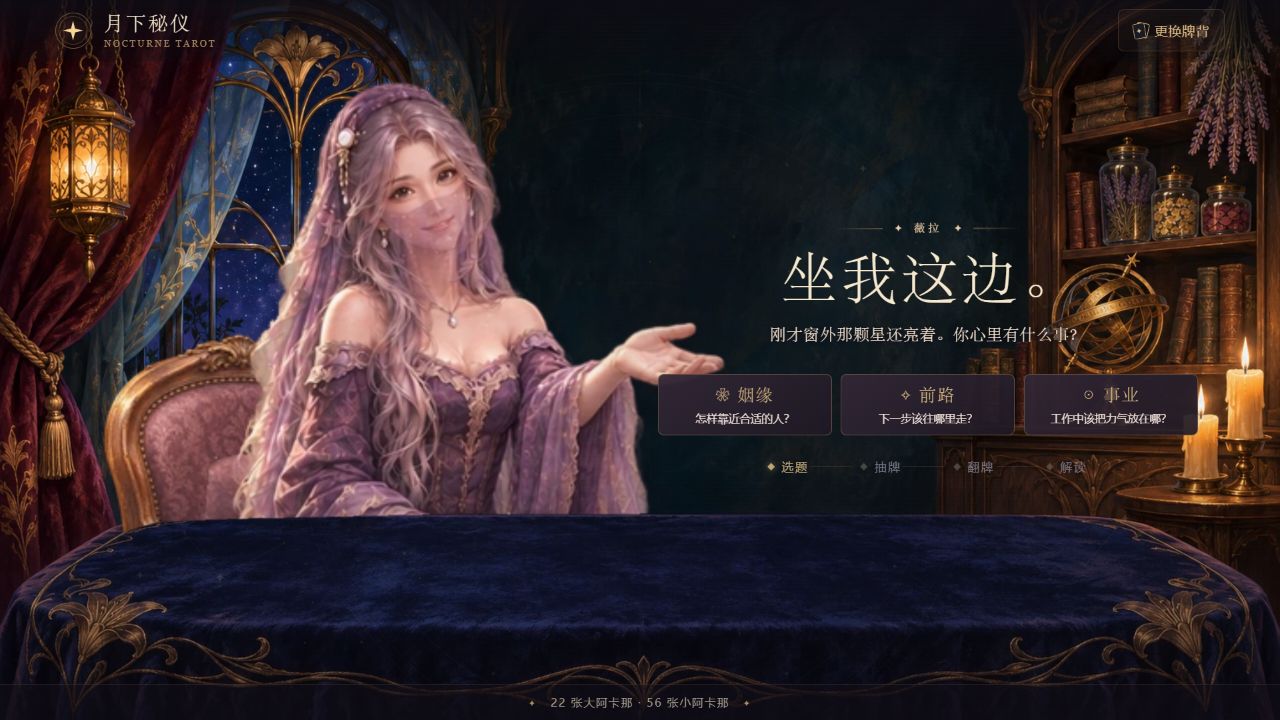 月下秘仪
NOCTURNE TAROT
更换牌背
薇拉
坐我这边。
刚才窗外那颗星还亮着。你心里有什么事?
姻缘
怎样靠近合适的人?
前路
下一步该往哪里走?
事业
工作中该把力气放在哪?
选题
抽牌
翻牌
解读
22 张大阿卡那 · 56 张小阿卡那